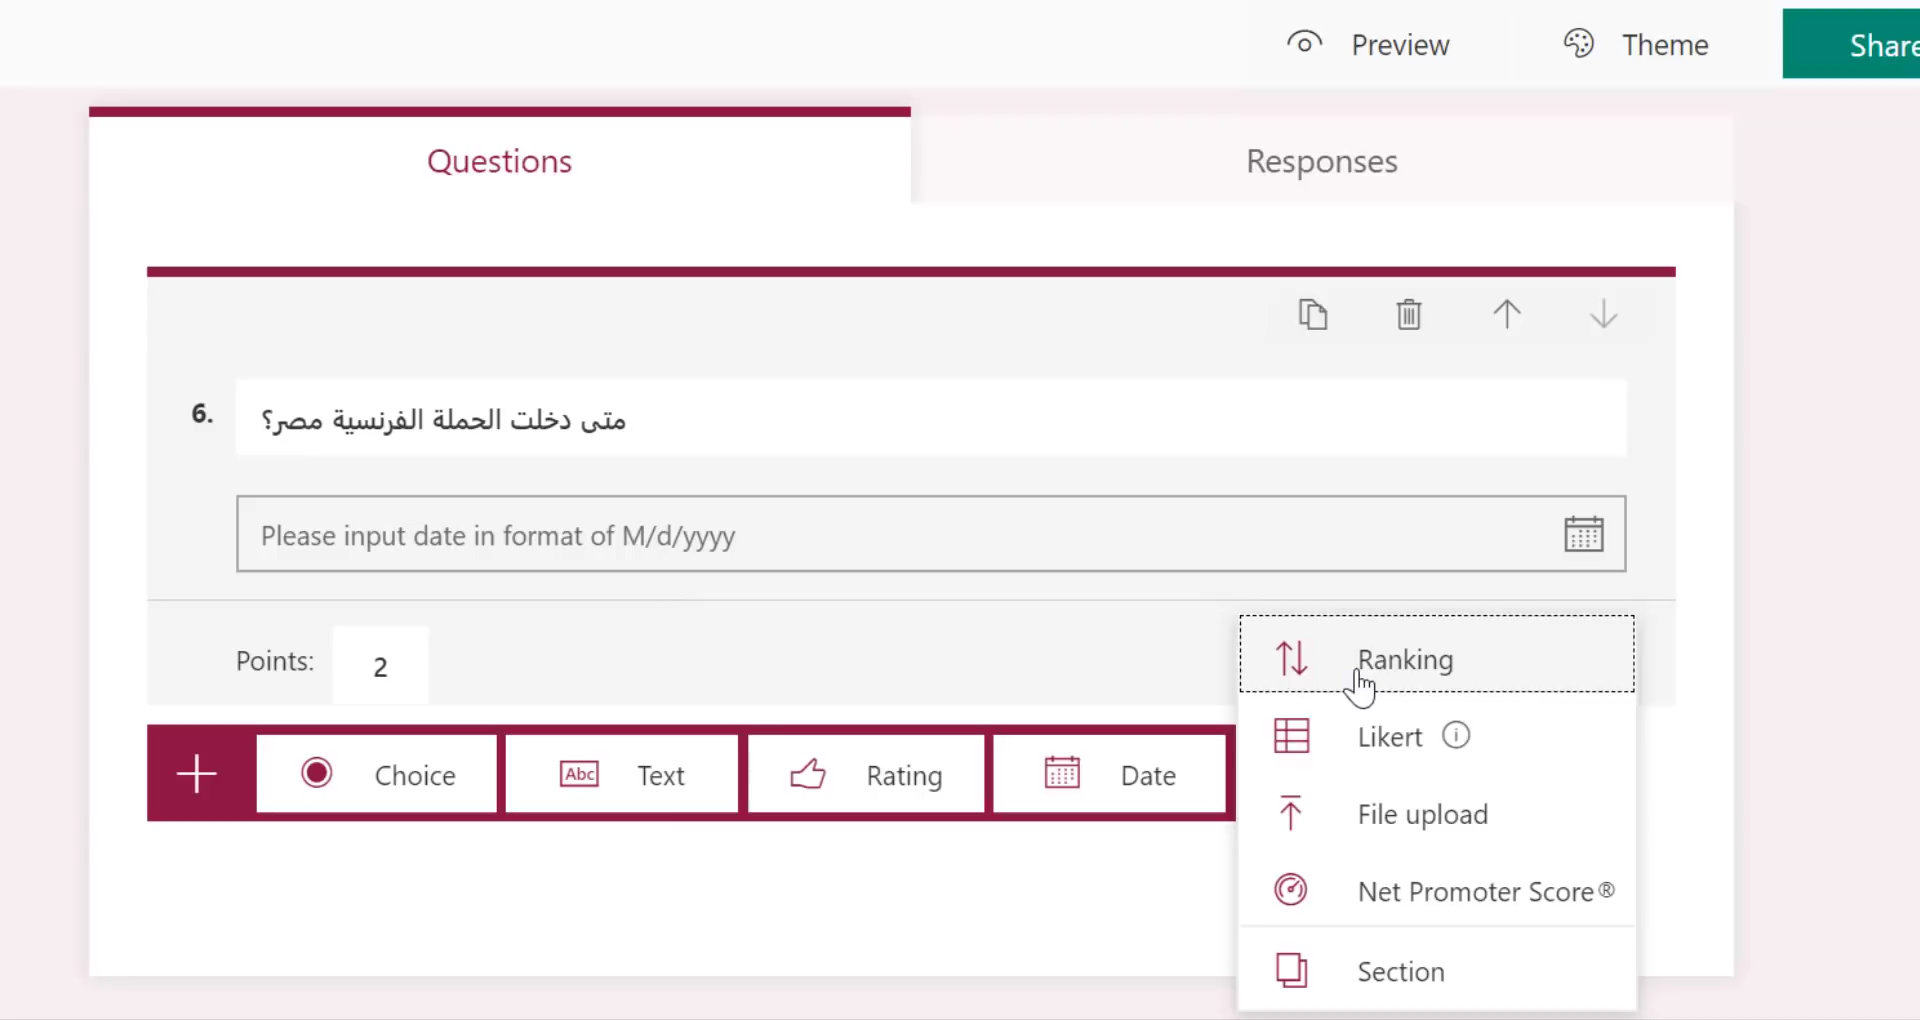 Preview
Theme
Share
Questions
Responses
6.
متى دخلت الحملة الفرنسية مصر؟
Please input date in format of M/d/yyyy
Points:
2
Choice
Abc
Text
Rating
Date
Ranking
Likert
File upload
Net Promoter Score®
Section